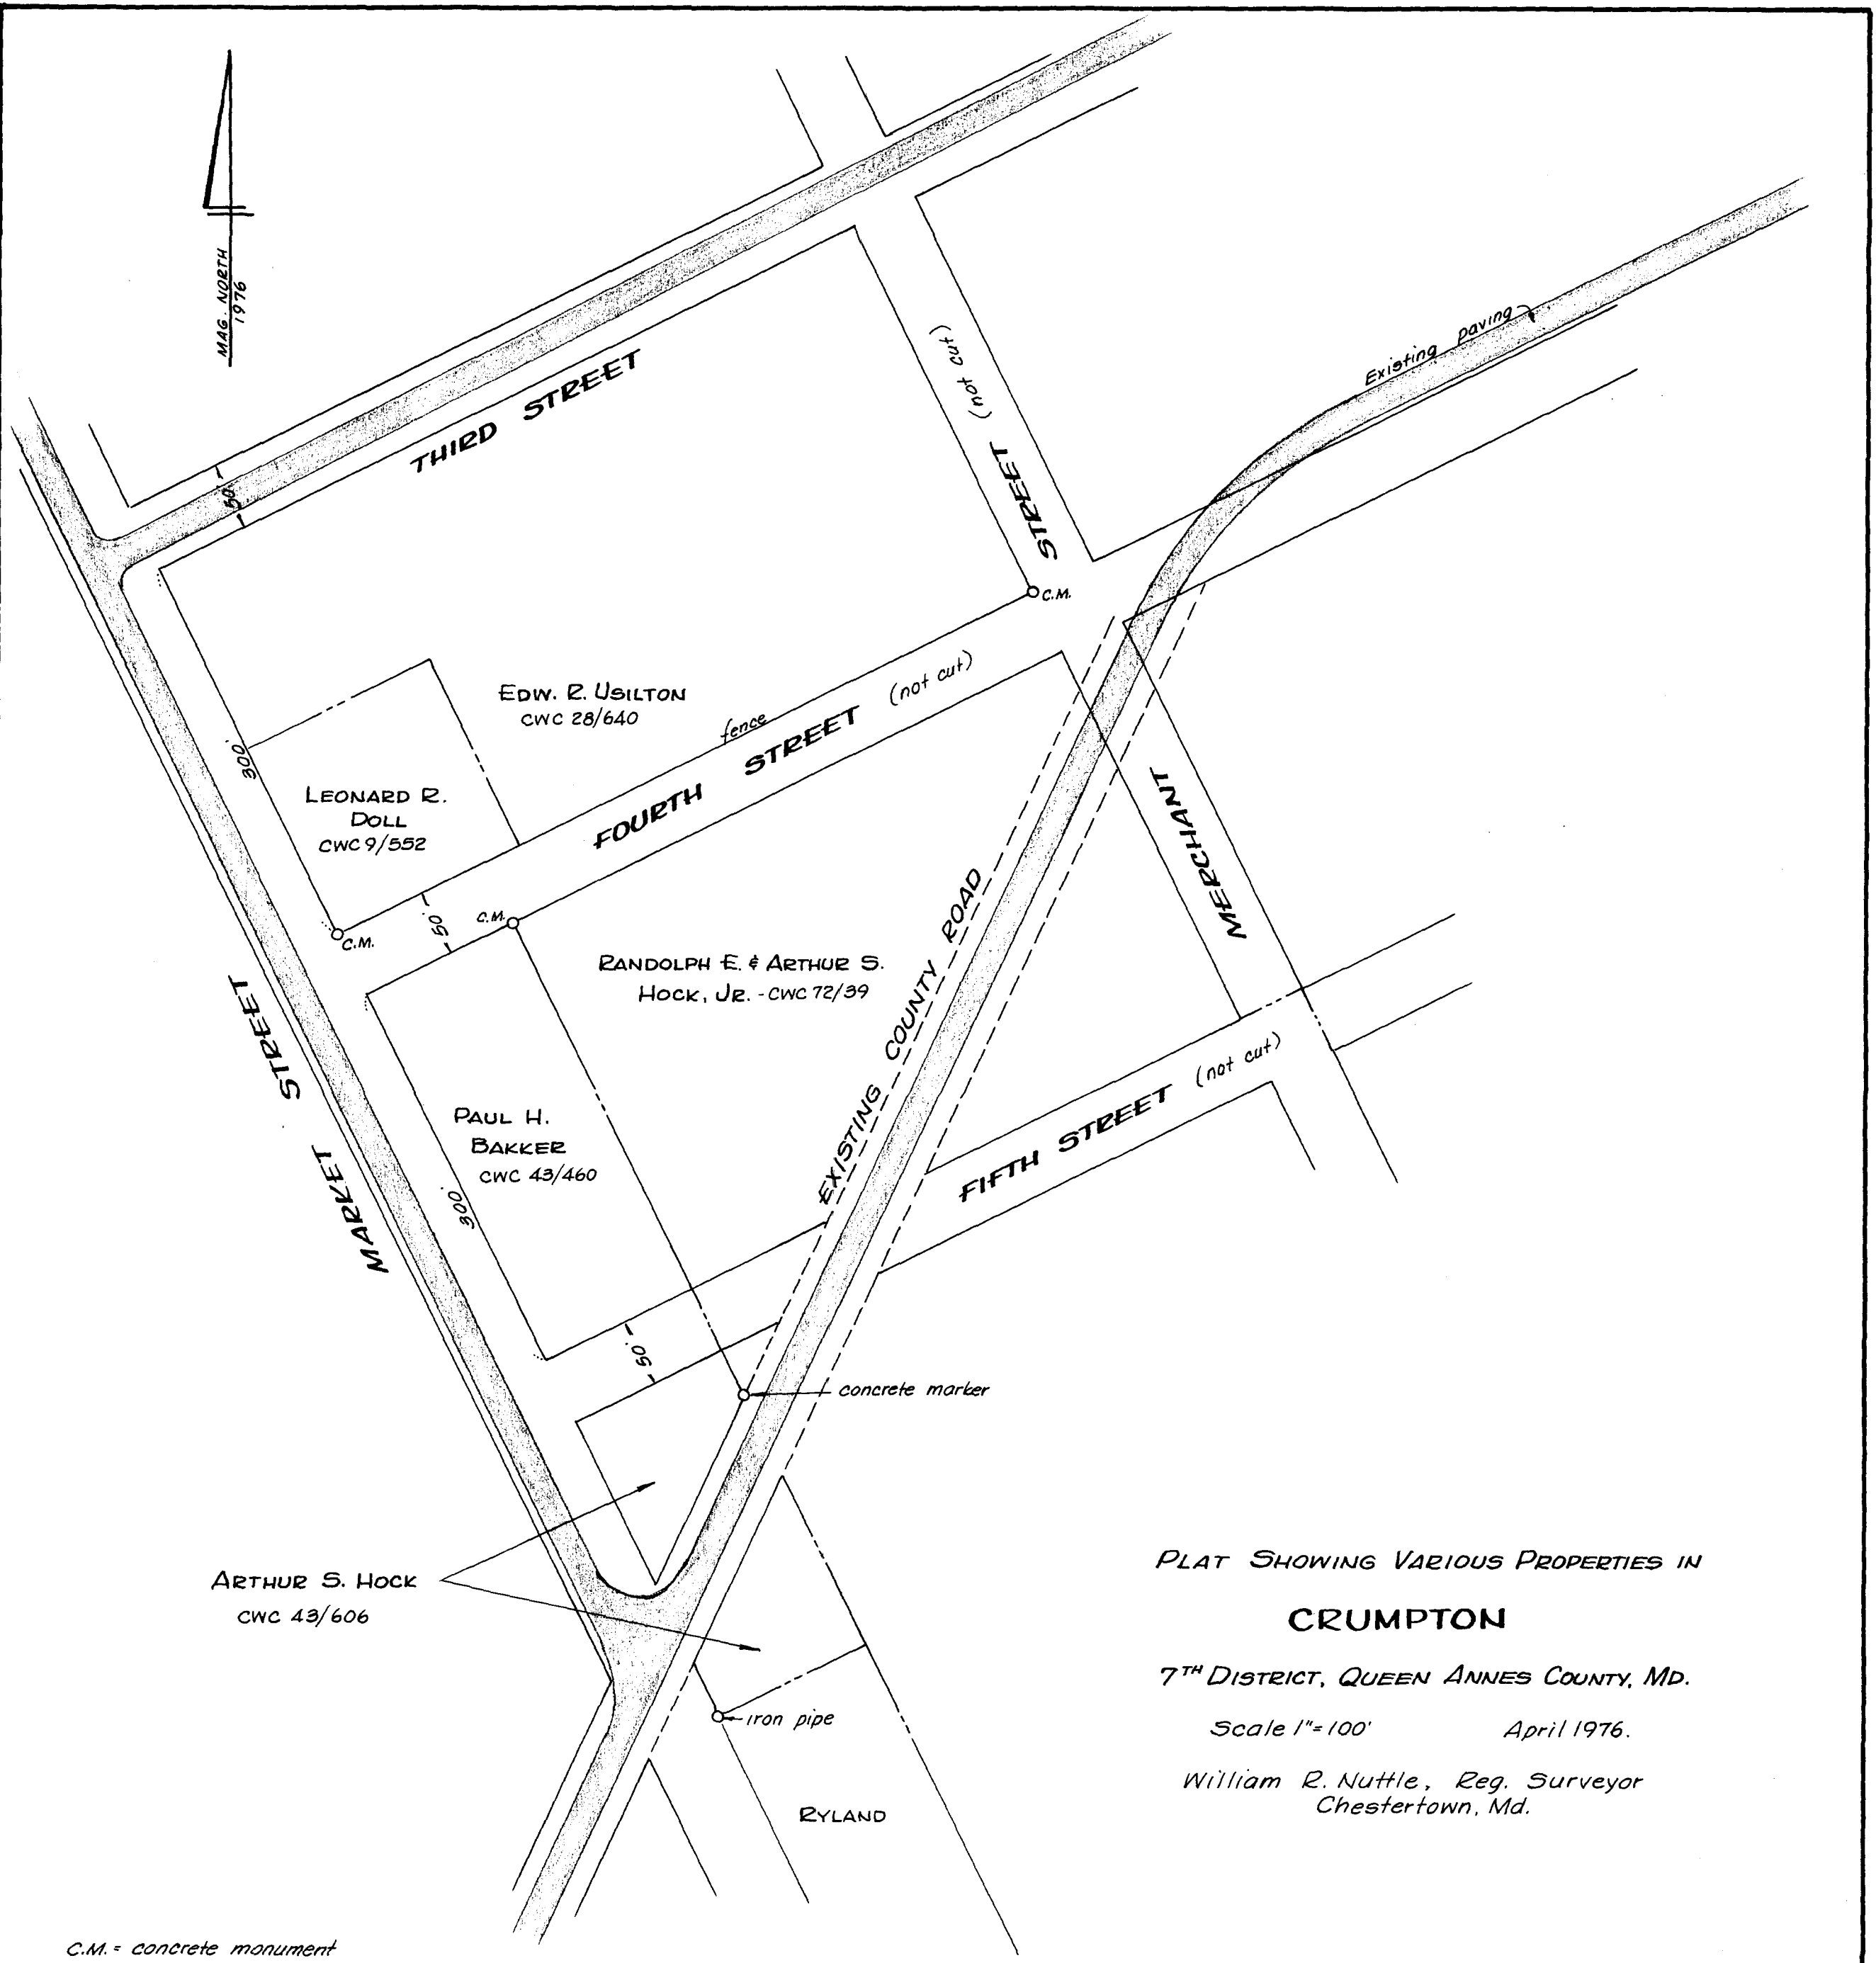 MAG. NORTH
1976
THIRD STREET
50'
STREET (not cut)
Existing paving
C.M.
EDW. R. USILTON
CWC 28/640
fence
FOURTH STREET (not cut)
300'
LEONARD R.
DOLL
CWC 9/552
MERCHANT
C.M.
50'
C.M.
RANDOLPH E. & ARTHUR S.
HOCK, JR. - CWC 72/39
EXISTING COUNTY ROAD
MARKET STREET
PAUL H.
BAKKER
CWC 43/460
300'
FIFTH STREET (not cut)
50'
concrete marker
ARTHUR S. HOCK
CWC 43/606
iron pipe
RYLAND
PLAT SHOWING VARIOUS PROPERTIES IN
CRUMPTON
7TH DISTRICT, QUEEN ANNES COUNTY, MD.
Scale 1"=100' April 1976.
William R. Nuttle, Reg. Surveyor
Chestertown, Md.
C.M. = concrete monument